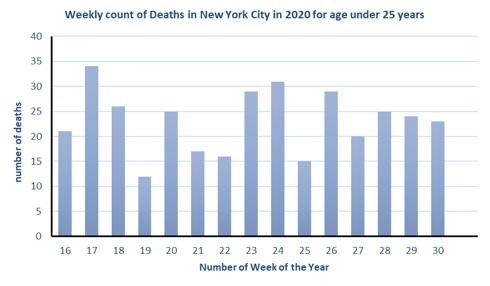 Weekly count of Deaths in New York City in 2020 for age under 25 years
40
35
30
25
20
15
10
5
0
number of deaths
16 17 18 19 20 21 22 23 24 25 26 27 28 29 30
Number of Week of the Year